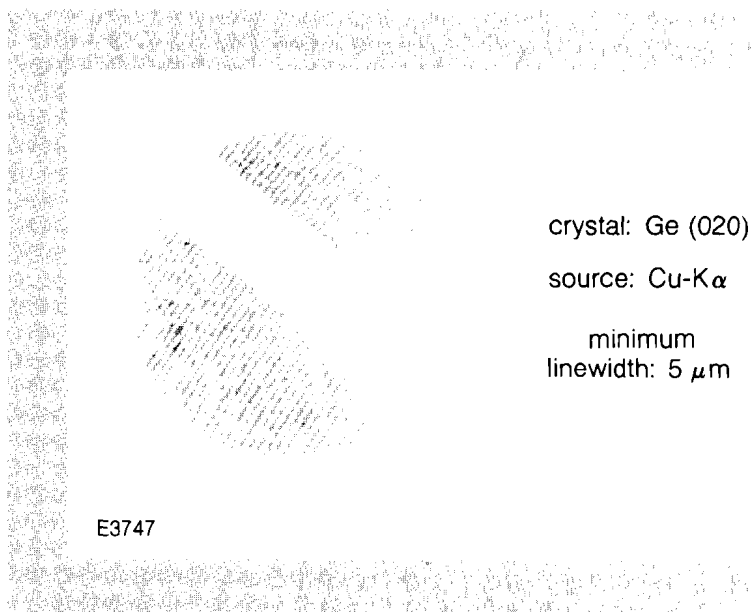 crystal: Ge (020)
source: Cu-Kα
minimum
linewidth: 5 μm
E3747